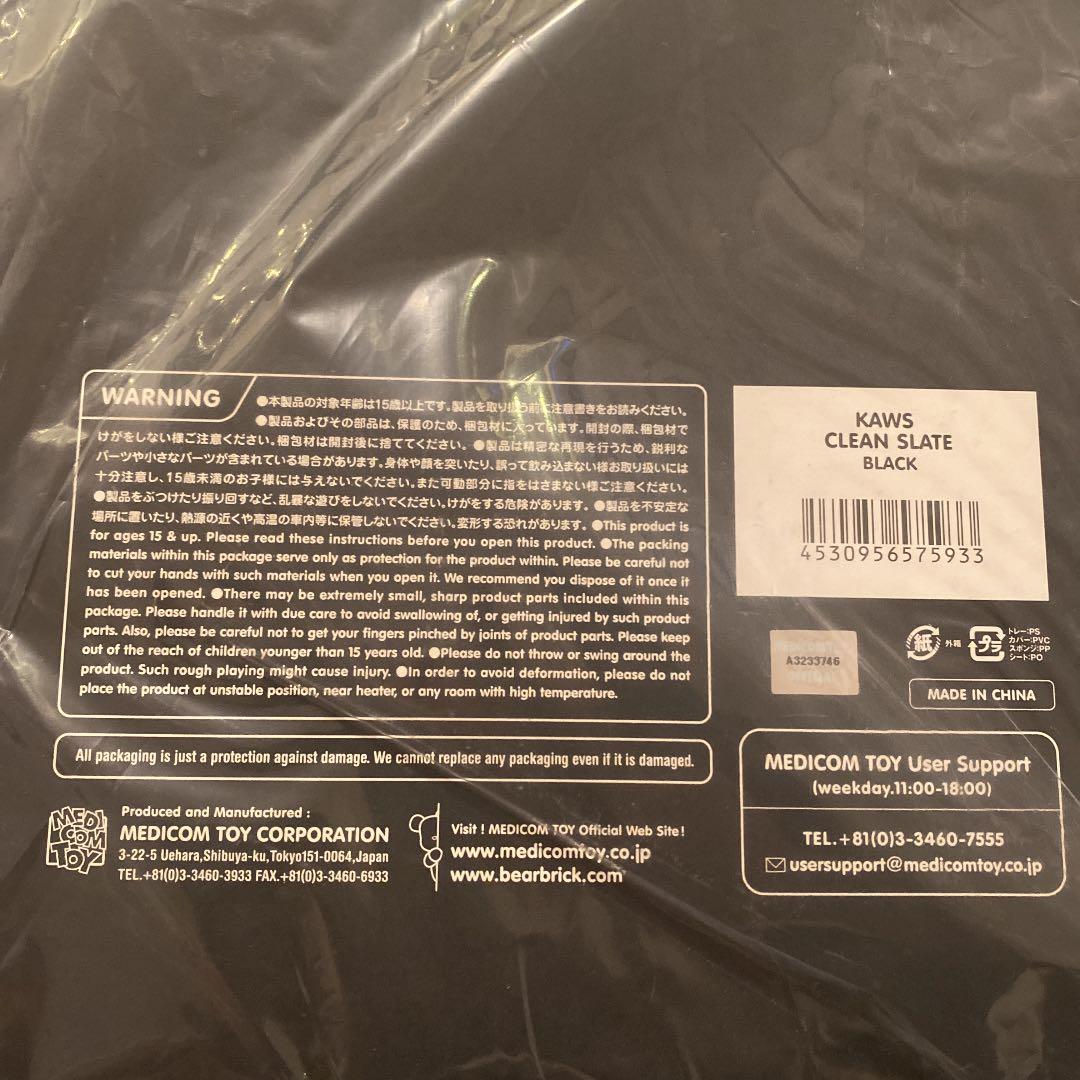 WARNING
●本製品の対象年齢は15歳以上です。製品を取り扱う前に注意書きをお読みください。
●製品およびその部品は、保護のため、梱包材に入っています。開封の際、梱包材で
けがをしない様ご注意ください。梱包材は開封後に捨ててください。●製品は精密な再現を行うため、鋭利な
パーツや小さなパーツが含まれている場合があります。身体や顔を突いたり、誤って飲み込まない様お取り扱いには
十分注意し、15歳未満のお子様には与えないでください。また可動部分に指をはさまない様ご注意ください。
●製品をぶつけたり振り回すなど、乱暴な遊びをしないでください。けがをする危険があります。●製品を不安定な
場所に置いたり、熱源の近くや高温の車内等に保管しないでください。変形する恐れがあります。●This product is
for ages 15 & up. Please read these instructions before you open this product. ●The packing
materials within this package serve only as protection for the product within. Please be careful not
to cut your hands with such materials when you open it. We recommend you dispose of it once it
has been opened. ●There may be extremely small, sharp product parts included within this
package. Please handle it with due care to avoid swallowing of, or getting injured by such product
parts. Also, please be careful not to get your fingers pinched by joints of product parts. Please keep
out of the reach of children younger than 15 years old. ●Please do not throw or swing around the
product. Such rough playing might cause injury. ●In order to avoid deformation, please do not
place the product at unstable position, near heater, or any room with high temperature.
All packaging is just a protection against damage. We cannot replace any packaging even if it is damaged.
MEDI
COM
TOY
Produced and Manufactured :
MEDICOM TOY CORPORATION
3-22-5 Uehara,Shibuya-ku,Tokyo151-0064,Japan
TEL.+81(0)3-3460-3933 FAX.+81(0)3-3460-6933
Visit ! MEDICOM TOY Official Web Site !
www.medicomtoy.co.jp
www.bearbrick.com
KAWS
CLEAN SLATE
BLACK
4530956575933
A3233746
紙 外箱
プラ
トレー:PS
カバー:PVC
スポンジ:PP
シート:PO
MADE IN CHINA
MEDICOM TOY User Support
(weekday.11:00-18:00)
TEL.+81(0)3-3460-7555
usersupport@medicomtoy.co.jp